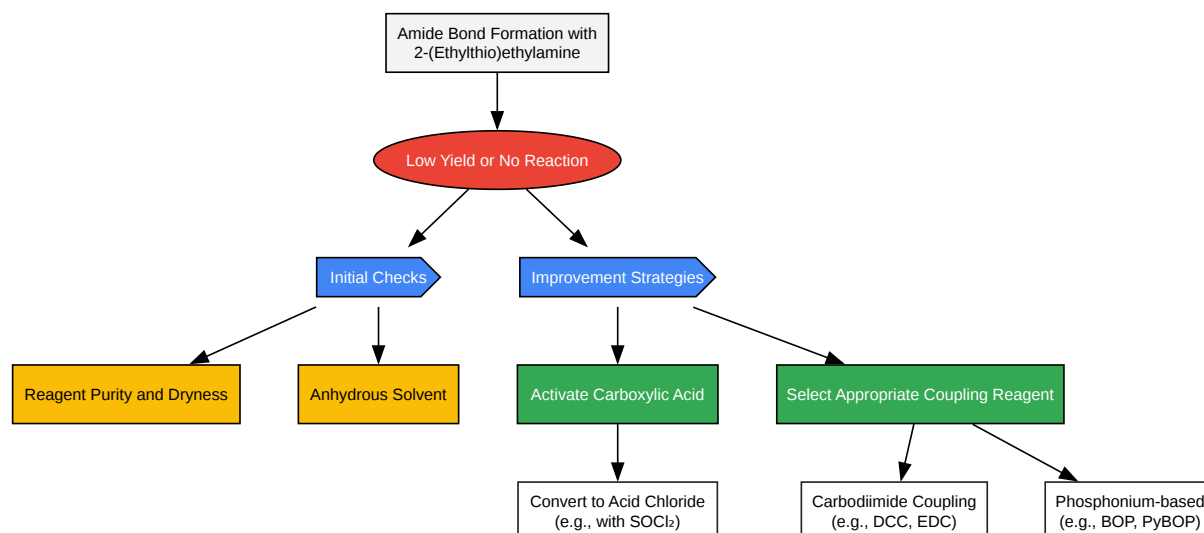 Amide Bond Formation with
2-(Ethylthio)ethylamine
Low Yield or No Reaction
Initial Checks
Improvement Strategies
Reagent Purity and Dryness
Anhydrous Solvent
Activate Carboxylic Acid
Select Appropriate Coupling Reagent
Convert to Acid Chloride
(e.g., with SOCl₂)
Carbodiimide Coupling
(e.g., DCC, EDC)
Phosphonium-based
(e.g., BOP, PyBOP)